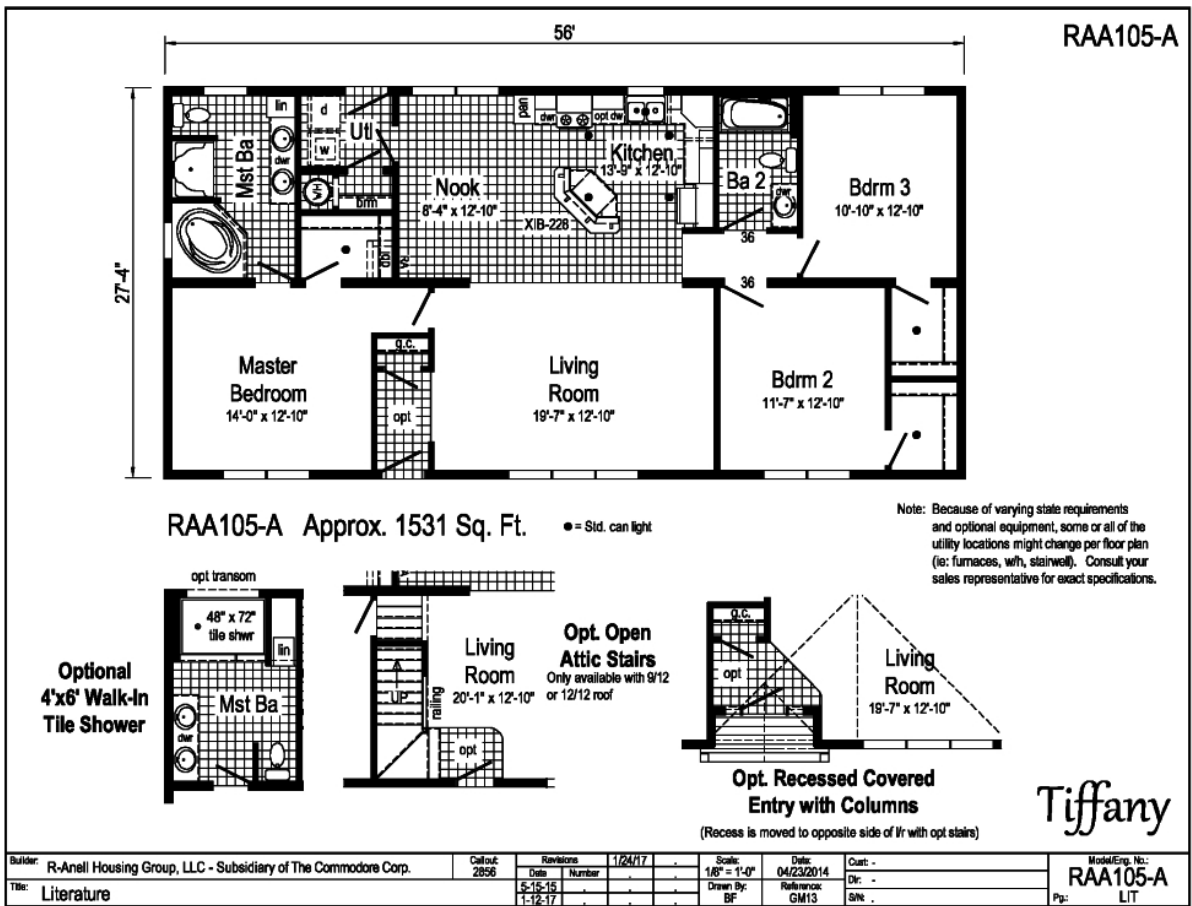 RAA105-A
56'
27'-4"
lin
Mst Ba
dwr
d
w
Utl
WH
brm
dbl
RS
pan
dwr
opt dw
Kitchen
13'-9" x 12'-10"
Nook
8'-4" x 12'-10"
XIB-228
Ba 2
dwr
36
36
Bdrm 3
10'-10" x 12'-10"
Master
Bedroom
14'-0" x 12'-10"
g.c.
opt
Living
Room
19'-7" x 12'-10"
Bdrm 2
11'-7" x 12'-10"
RAA105-A Approx. 1531 Sq. Ft.
= Std. can light
Note: Because of varying state requirements
and optional equipment, some or all of the
utility locations might change per floor plan
(ie: furnaces, w/h, stairwell). Consult your
sales representative for exact specifications.
opt transom
48" x 72"
tile shwr
lin
Mst Ba
dwr
Optional
4'x6' Walk-In
Tile Shower
UP
railing
Living
Room
20'-1" x 12'-10"
opt
Opt. Open
Attic Stairs
Only available with 9/12
or 12/12 roof
g.c.
opt
Living
Room
19'-7" x 12'-10"
Opt. Recessed Covered
Entry with Columns
(Recess is moved to opposite side of l/r with opt stairs)
Tiffany
Builder: R-Anell Housing Group, LLC - Subsidiary of The Commodore Corp.
Title: Literature
Callout:
2856
Revisions 1/24/17 .
Date Number . .
5-15-15 . .
1-12-17 . .
Scale:
1/8" = 1'-0"
Drawn By:
BF
Date:
04/23/2014
Reference:
GM13
Cust: -
Dir: -
S/N: .
Model/Eng. No.:
RAA105-A
Pg.: LIT